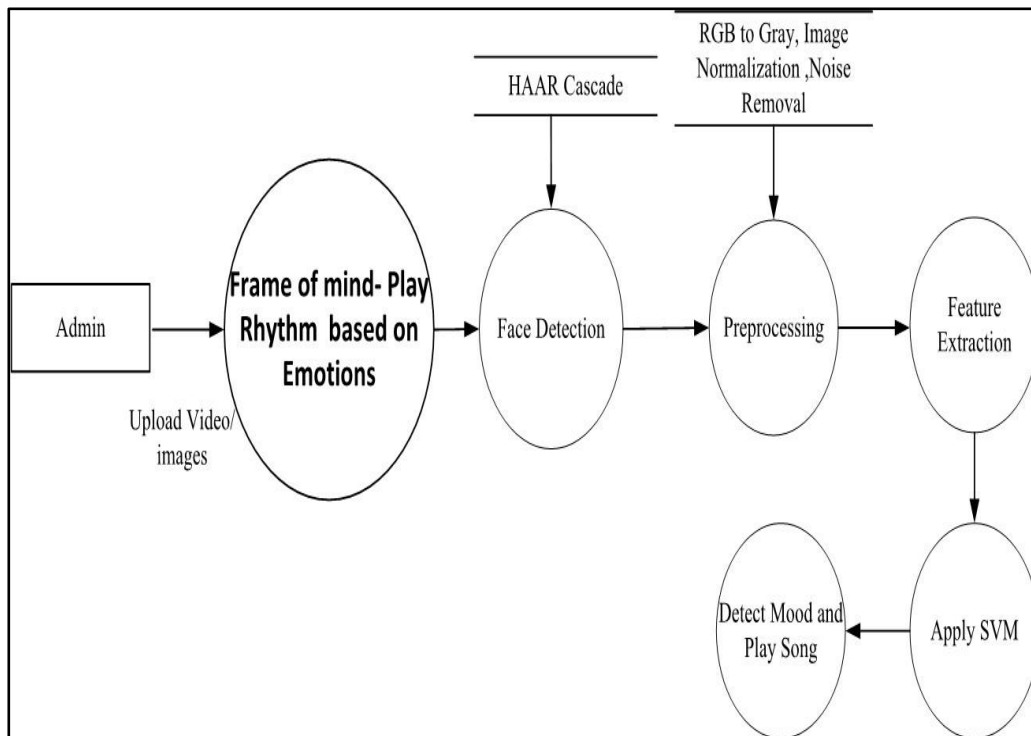 RGB to Gray, Image
Normalization ,Noise
Removal
HAAR Cascade
Admin
Upload Video/
images
Frame of mind- Play
Rhythm based on
Emotions
Face Detection
Preprocessing
Feature
Extraction
Apply SVM
Detect Mood and
Play Song